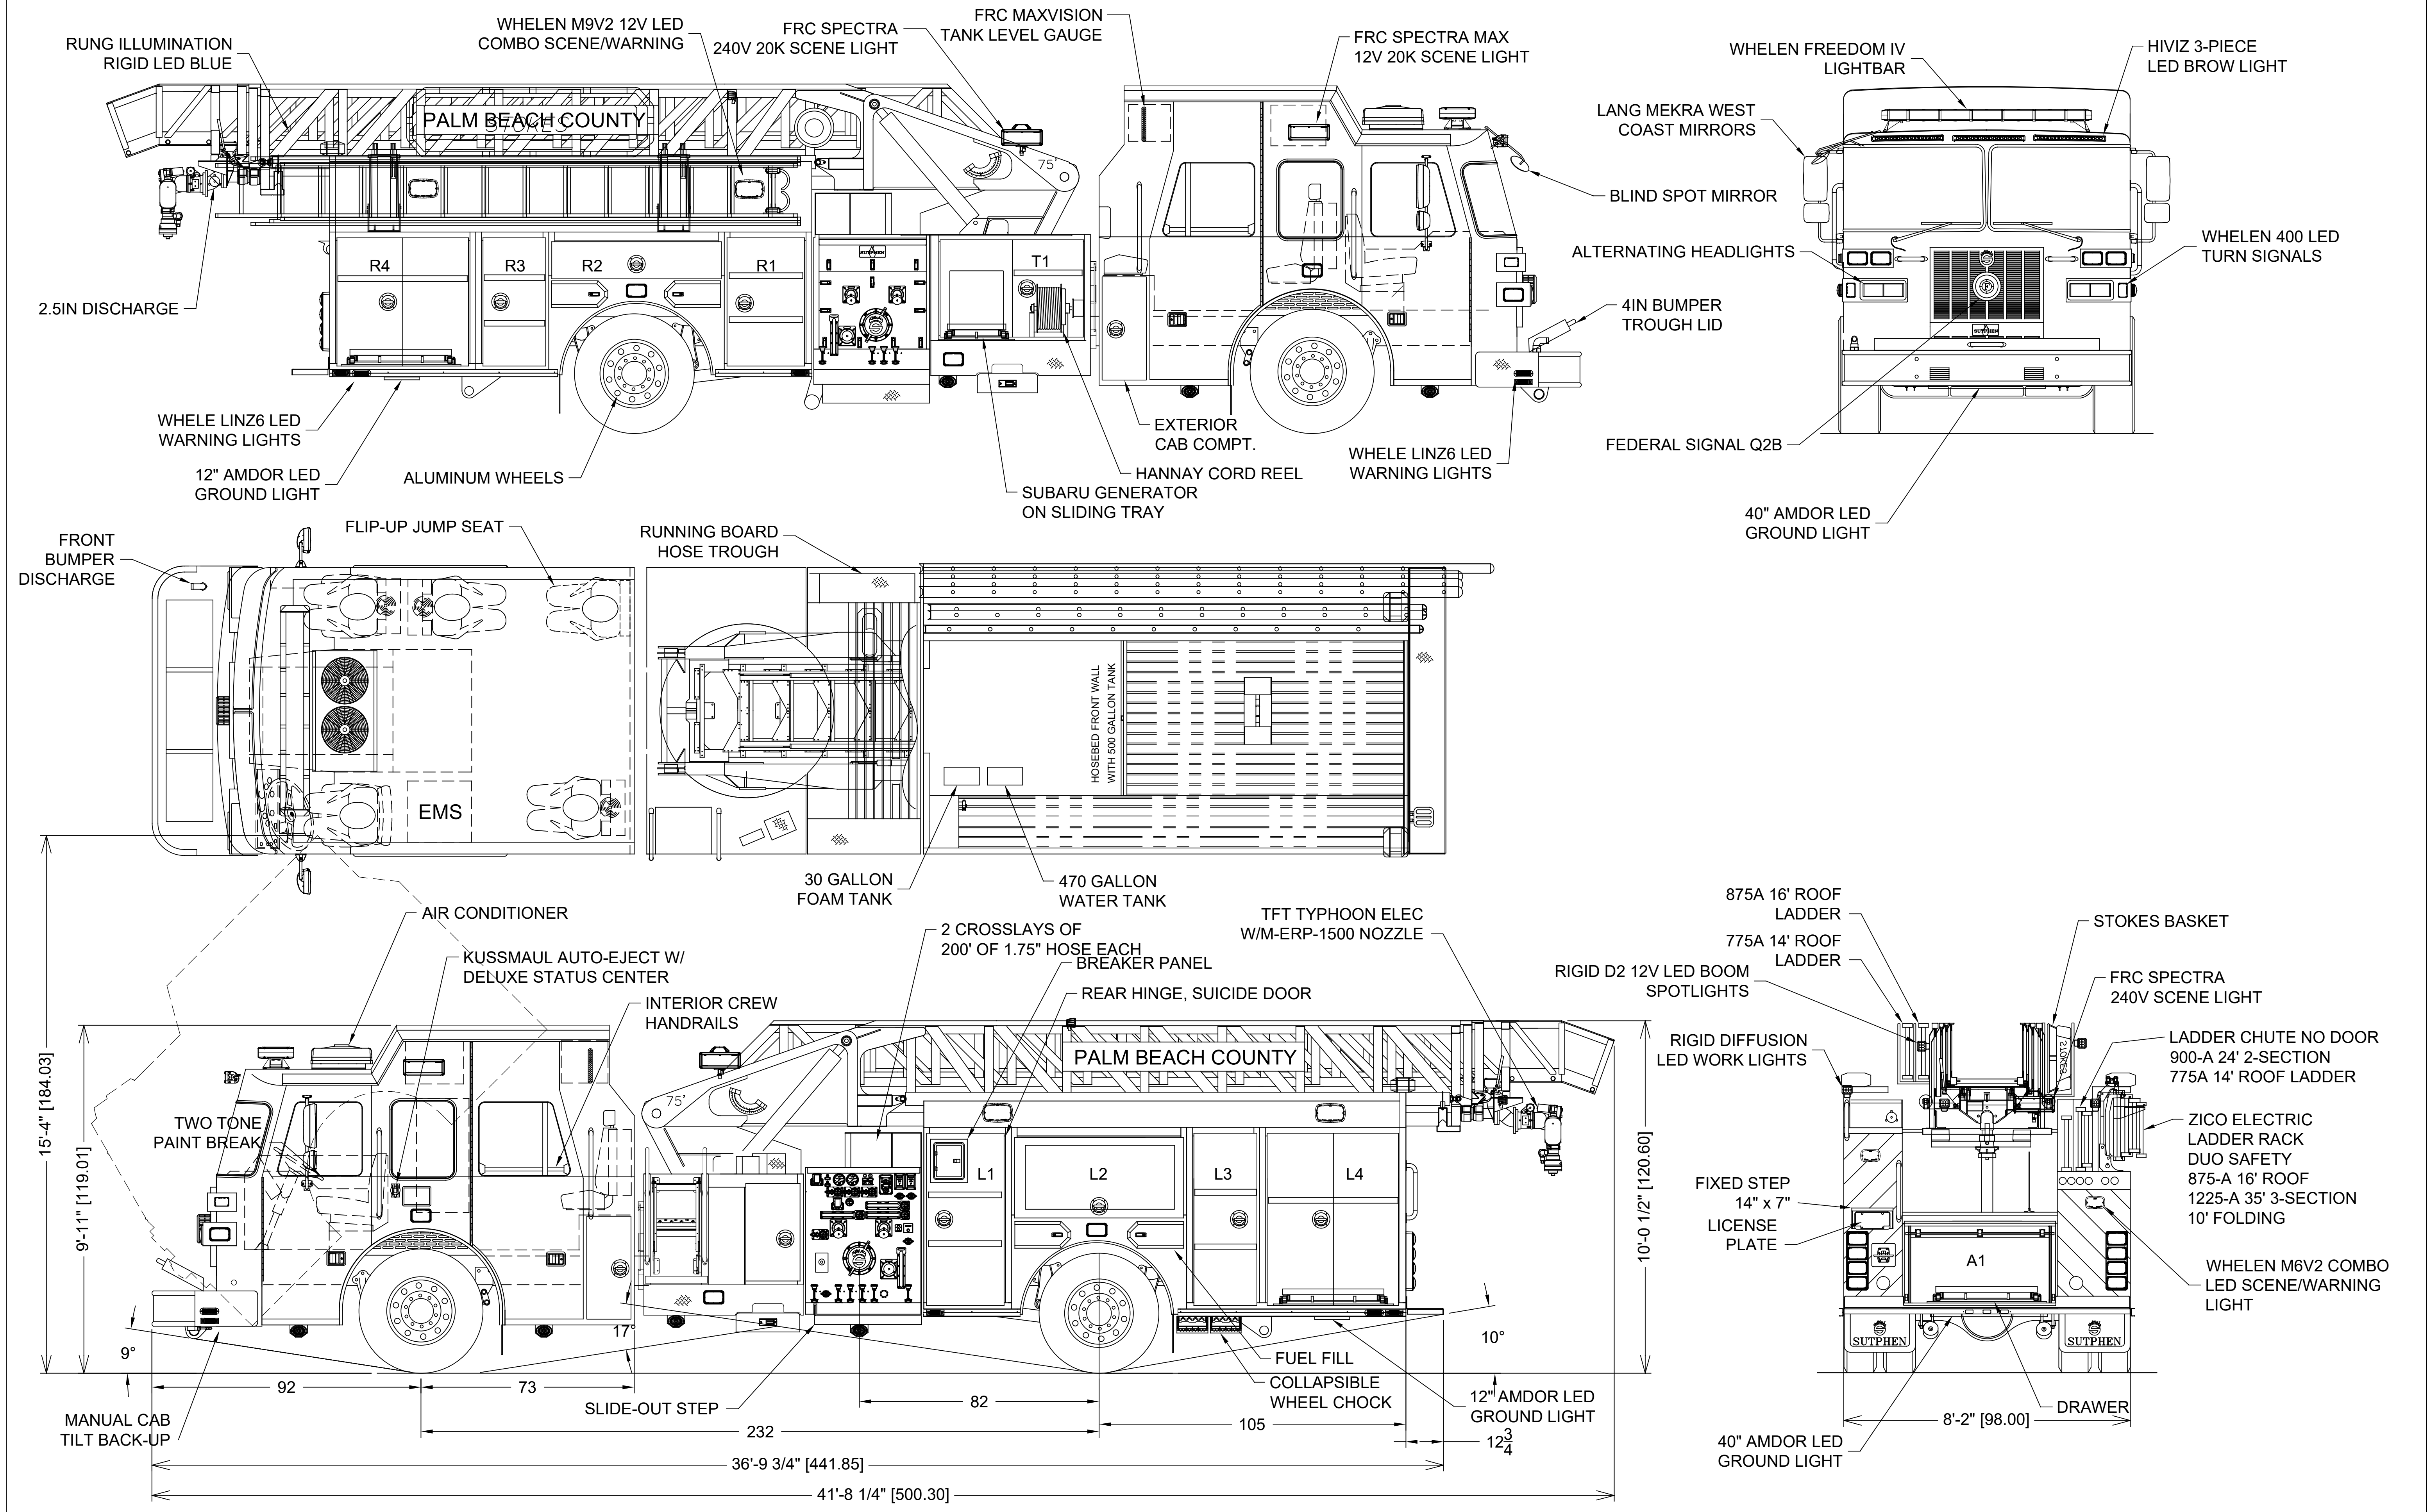 RUNG ILLUMINATION
RIGID LED BLUE
WHELEN M9V2 12V LED
COMBO SCENE/WARNING
FRC SPECTRA
240V 20K SCENE LIGHT
FRC MAXVISION
TANK LEVEL GAUGE
FRC SPECTRA MAX
12V 20K SCENE LIGHT
WHELEN FREEDOM IV
LIGHTBAR
HIVIZ 3-PIECE
LED BROW LIGHT
LANG MEKRA WEST
COAST MIRRORS
BLIND SPOT MIRROR
ALTERNATING HEADLIGHTS
WHELEN 400 LED
TURN SIGNALS
PALM BEACH COUNTY
STOKES
75'
R4
R3
R2
R1
SUTPHEN
T1
2.5IN DISCHARGE
4IN BUMPER
TROUGH LID
SUTPHEN
WHELE LINZ6 LED
WARNING LIGHTS
12" AMDOR LED
GROUND LIGHT
ALUMINUM WHEELS
EXTERIOR
CAB COMPT.
HANNAY CORD REEL
SUBARU GENERATOR
ON SLIDING TRAY
WHELE LINZ6 LED
WARNING LIGHTS
FEDERAL SIGNAL Q2B
40" AMDOR LED
GROUND LIGHT
FRONT
BUMPER
DISCHARGE
FLIP-UP JUMP SEAT
RUNNING BOARD
HOSE TROUGH
EMS
HOSEBED FRONT WALL
WITH 500 GALLON TANK
30 GALLON
FOAM TANK
470 GALLON
WATER TANK
AIR CONDITIONER
KUSSMAUL AUTO-EJECT W/
DELUXE STATUS CENTER
INTERIOR CREW
HANDRAILS
2 CROSSLAYS OF
200' OF 1.75" HOSE EACH
BREAKER PANEL
REAR HINGE, SUICIDE DOOR
TFT TYPHOON ELEC
W/M-ERP-1500 NOZZLE
TWO TONE
PAINT BREAK
75'
PALM BEACH COUNTY
L1
L2
L3
L4
15'-4" [184.03]
9'-11" [119.01]
10'-0 1/2" [120.60]
9°
17°
10°
92
73
82
232
105
12 3/4
36'-9 3/4" [441.85]
41'-8 1/4" [500.30]
MANUAL CAB
TILT BACK-UP
SLIDE-OUT STEP
FUEL FILL
COLLAPSIBLE
WHEEL CHOCK
12" AMDOR LED
GROUND LIGHT
875A 16' ROOF
LADDER
775A 14' ROOF
LADDER
RIGID D2 12V LED BOOM
SPOTLIGHTS
RIGID DIFFUSION
LED WORK LIGHTS
FIXED STEP
14" x 7"
LICENSE
PLATE
STOKES BASKET
FRC SPECTRA
240V SCENE LIGHT
LADDER CHUTE NO DOOR
900-A 24' 2-SECTION
775A 14' ROOF LADDER
ZICO ELECTRIC
LADDER RACK
DUO SAFETY
875-A 16' ROOF
1225-A 35' 3-SECTION
10' FOLDING
WHELEN M6V2 COMBO
LED SCENE/WARNING
LIGHT
STOKES
A1
SUTPHEN
SUTPHEN
DRAWER
8'-2" [98.00]
40" AMDOR LED
GROUND LIGHT